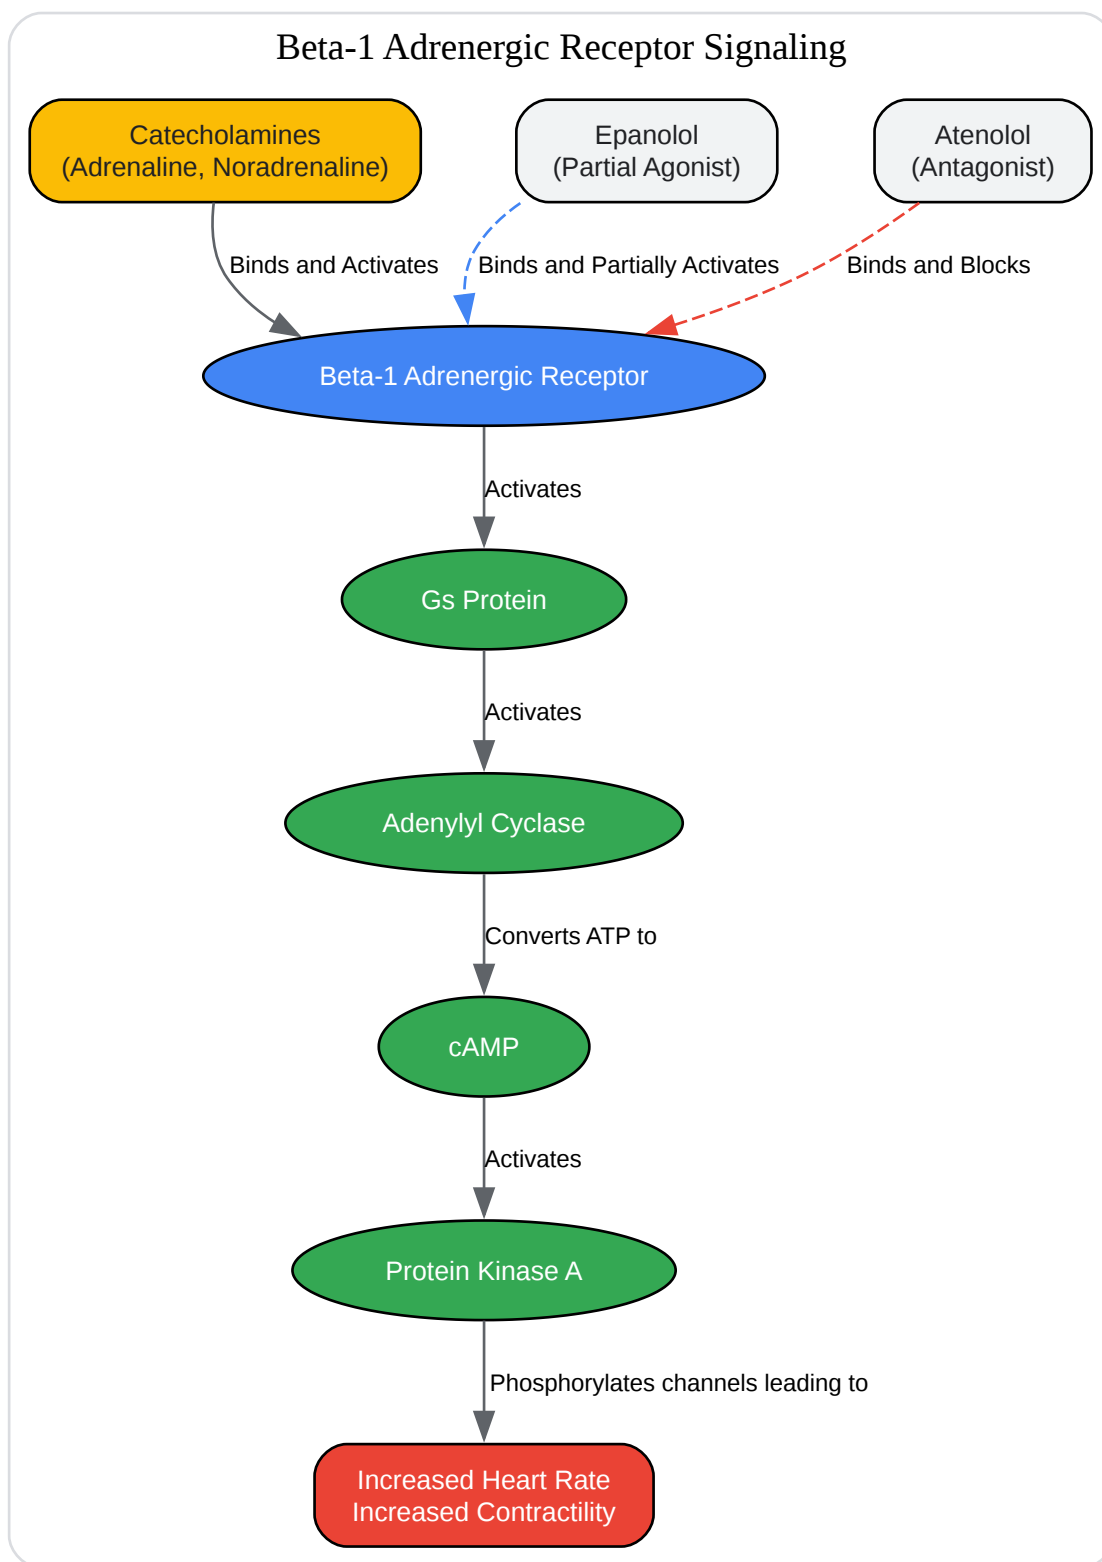 Beta-1 Adrenergic Receptor Signaling
Catecholamines
(Adrenaline, Noradrenaline)
Epanolol
(Partial Agonist)
Atenolol
(Antagonist)
Binds and Activates
Binds and Partially Activates
Binds and Blocks
Beta-1 Adrenergic Receptor
Activates
Gs Protein
Activates
Adenylyl Cyclase
Converts ATP to
cAMP
Activates
Protein Kinase A
Phosphorylates channels leading to
Increased Heart Rate
Increased Contractility